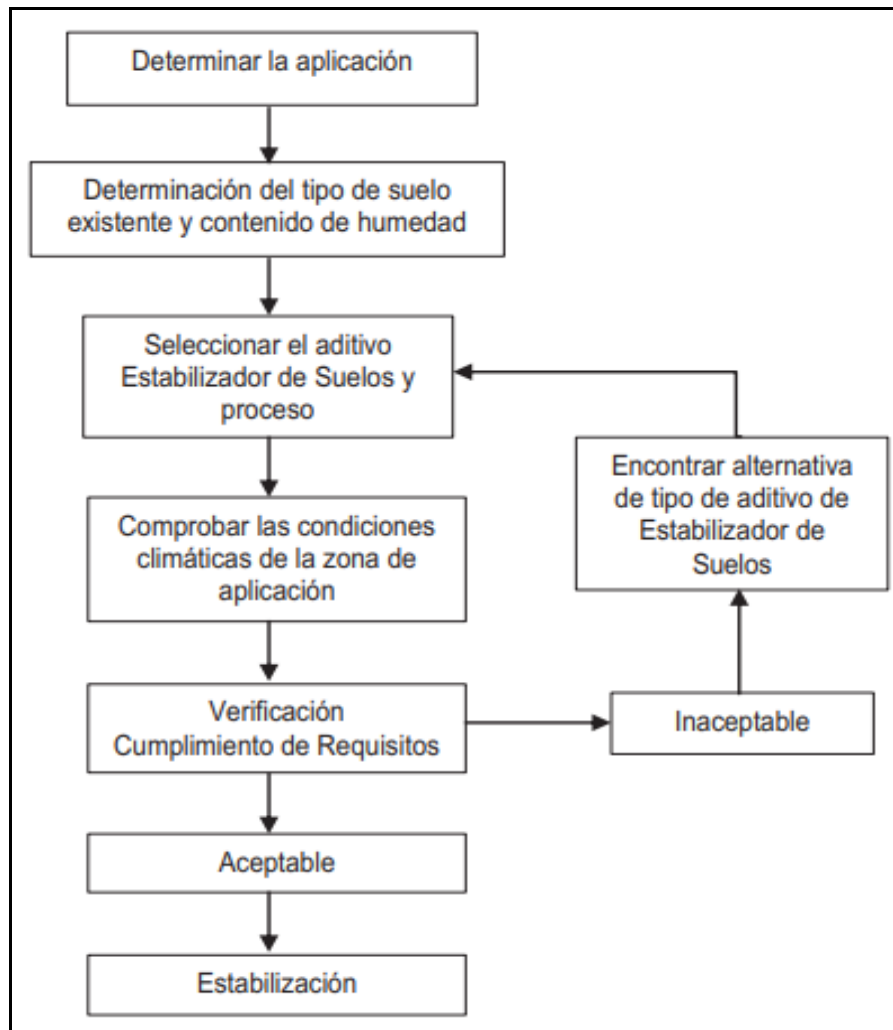 Determinar la aplicación
Determinación del tipo de suelo
existente y contenido de humedad
Seleccionar el aditivo
Estabilizador de Suelos y
proceso
Comprobar las condiciones
climáticas de la zona de
aplicación
Encontrar alternativa
de tipo de aditivo de
Estabilizador de
Suelos
Verificación
Cumplimiento de Requisitos
Inaceptable
Aceptable
Estabilización